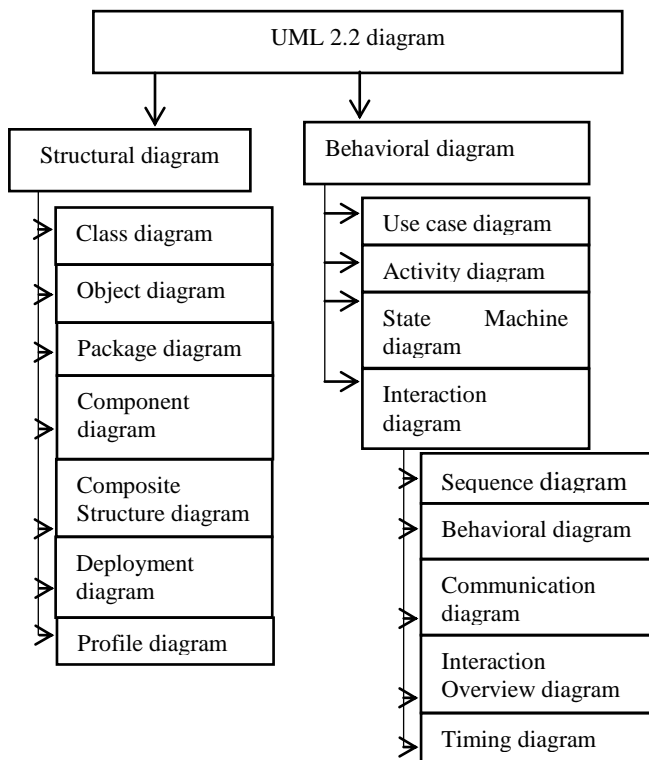 UML 2.2 diagram
Structural diagram
Class diagram
Object diagram
Package diagram
Component
diagram
Composite
Structure diagram
Deployment
diagram
Profile diagram
Behavioral diagram
Use case diagram
Activity diagram
State Machine
diagram
Interaction
diagram
Sequence diagram
Behavioral diagram
Communication
diagram
Interaction
Overview diagram
Timing diagram